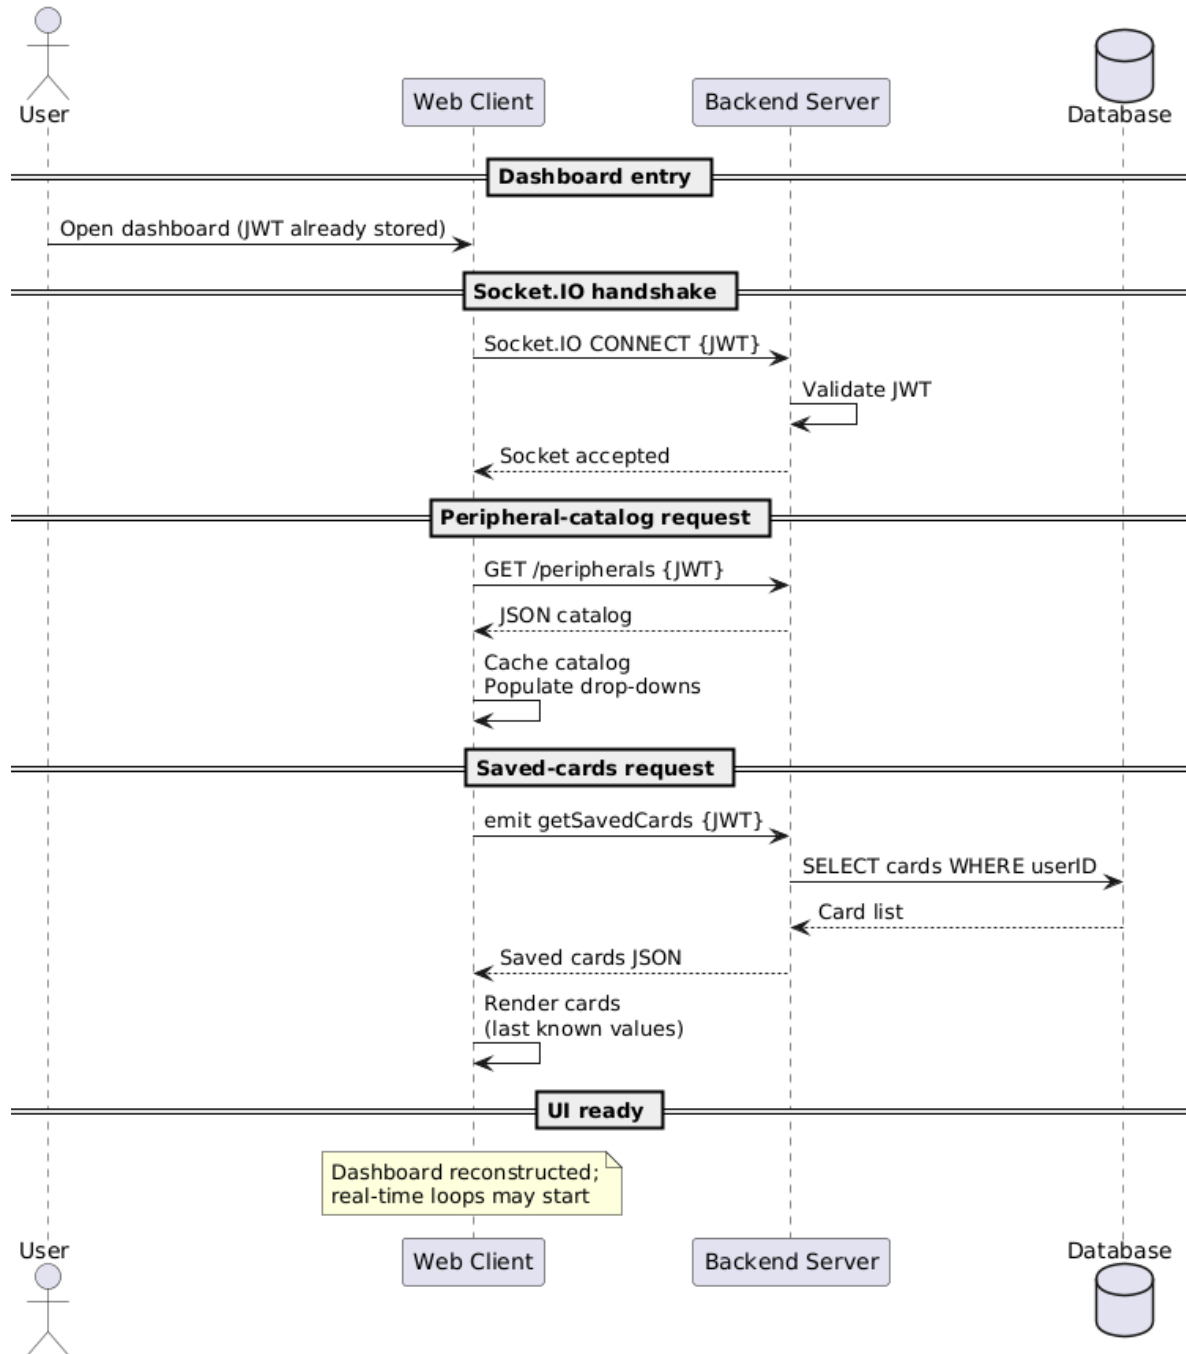 User
Web Client
Backend Server
Database
Dashboard entry
Open dashboard (JWT already stored)
Socket.IO handshake
Socket.IO CONNECT {JWT}
Validate JWT
Socket accepted
Peripheral-catalog request
GET /peripherals {JWT}
JSON catalog
Cache catalog
Populate drop-downs
Saved-cards request
emit getSavedCards {JWT}
SELECT cards WHERE userID
Card list
Saved cards JSON
Render cards
(last known values)
UI ready
Dashboard reconstructed;
real-time loops may start
User
Web Client
Backend Server
Database